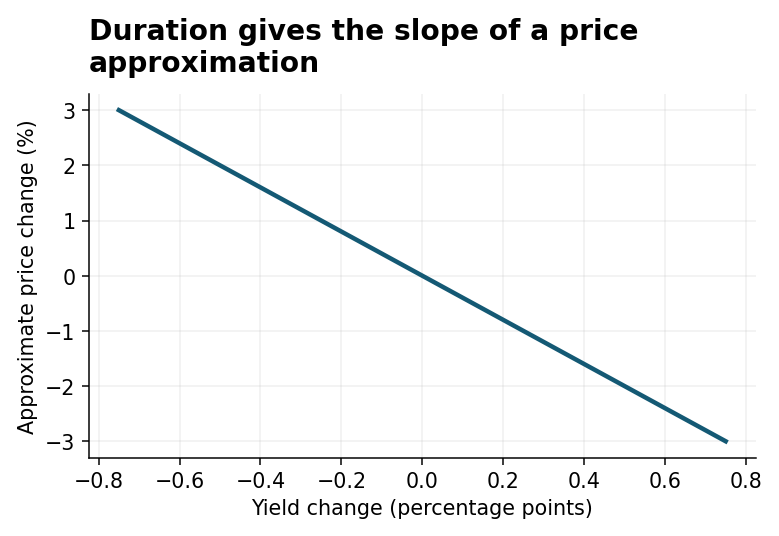 Duration gives the slope of a price
approximation
Approximate price change (%)
3
2
1
0
−1
−2
−3
−0.8 −0.6 −0.4 −0.2 0.0 0.2 0.4 0.6 0.8
Yield change (percentage points)